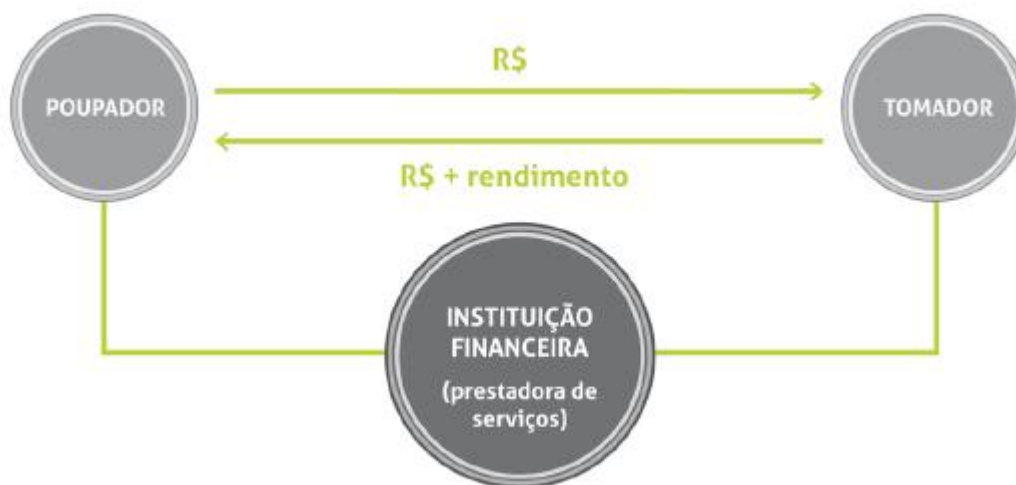 R$
POUPADOR
TOMADOR
R$ + rendimento
INSTITUIÇÃO
FINANCEIRA
(prestadora de
serviços)